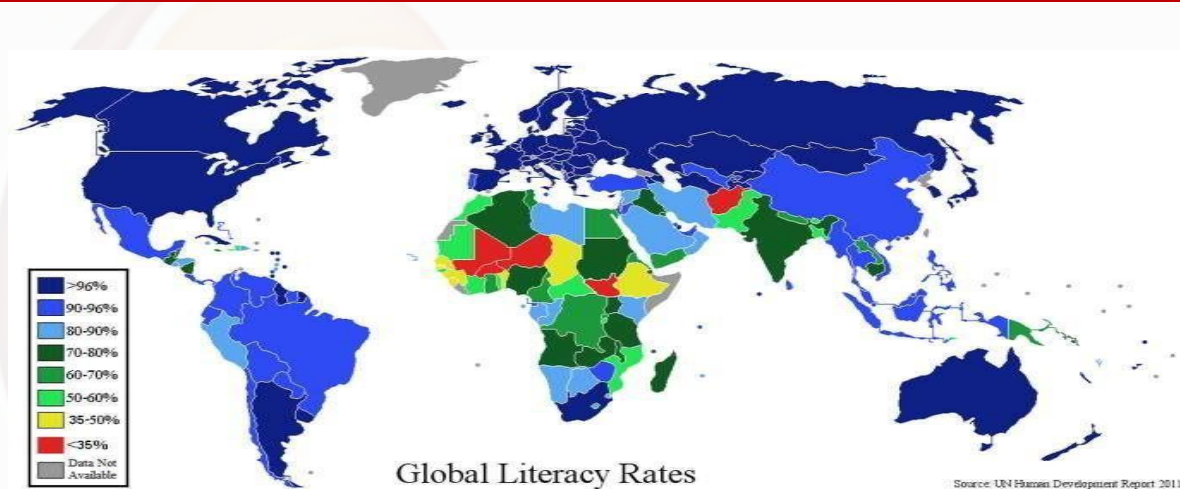 >96%
90-96%
80-90%
70-80%
60-70%
50-60%
35-50%
<35%
Data Not
Available
Global Literacy Rates
Source: UN Human Development Report 2011